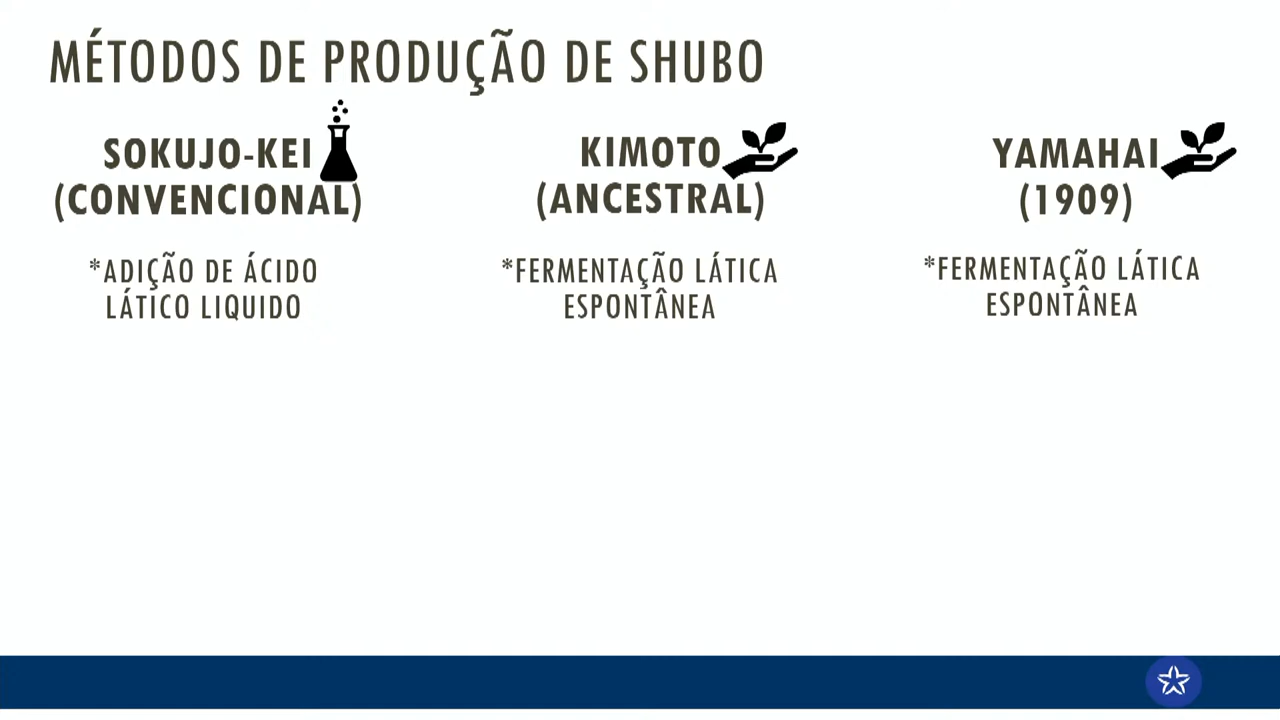 MÉTODOS DE PRODUÇÃO DE SHUBO
SOKUJO-KEI
(CONVENCIONAL)
*ADIÇÃO DE ÁCIDO
LÁTICO LIQUIDO
KIMOTO
(ANCESTRAL)
*FERMENTAÇÃO LÁTICA
ESPONTÂNEA
YAMAHAI
(1909)
*FERMENTAÇÃO LÁTICA
ESPONTÂNEA